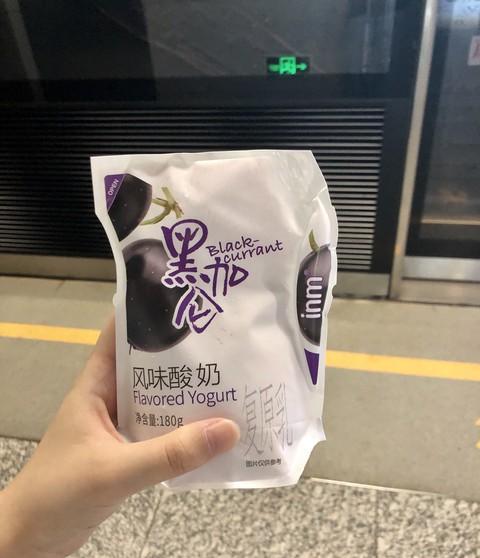 OPEN
黑加仑
Black-
currant
inm
风味酸奶
Flavored Yogurt
净含量:180g
复原乳
图片仅供参考